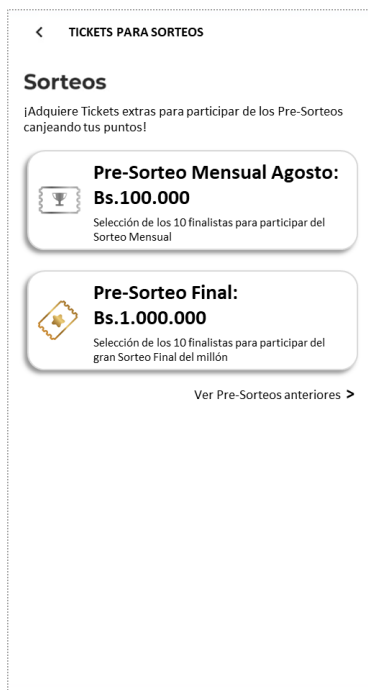 < TICKETS PARA SORTEOS
Sorteos
¡Adquiere Tickets extras para participar de los Pre-Sorteos
canjeando tus puntos!
Pre-Sorteo Mensual Agosto:
Bs.100.000
Selección de los 10 finalistas para participar del
Sorteo Mensual
Pre-Sorteo Final:
Bs.1.000.000
Selección de los 10 finalistas para participar del
gran Sorteo Final del millón
Ver Pre-Sorteos anteriores >